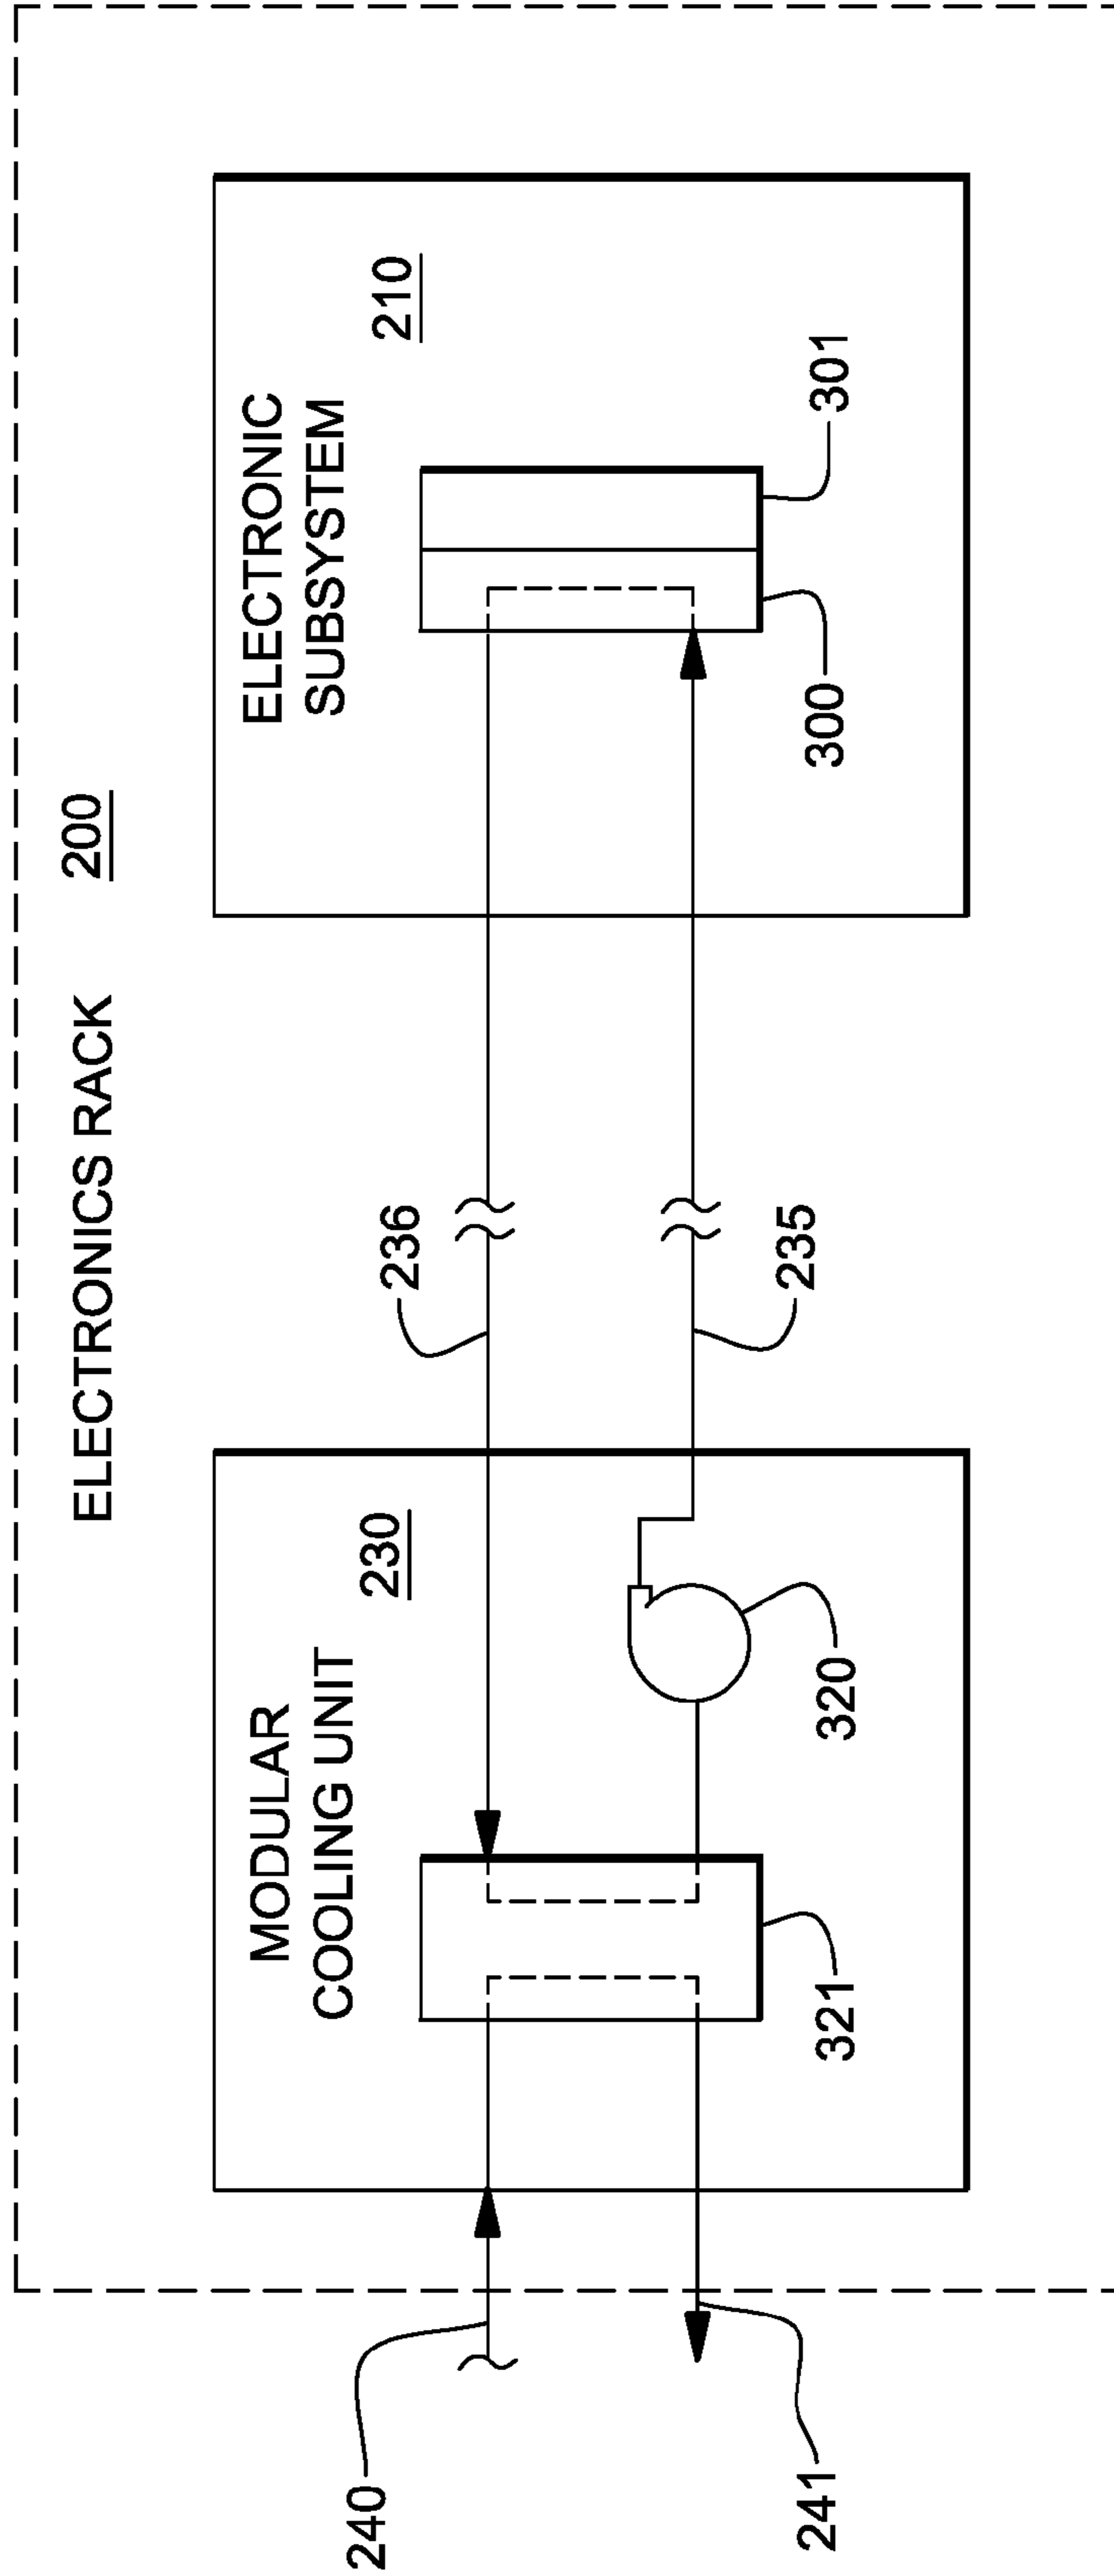 ELECTRONICS RACK 200
MODULAR
COOLING UNIT
230
ELECTRONIC
SUBSYSTEM
210
236
235
240
241
321
320
300
301